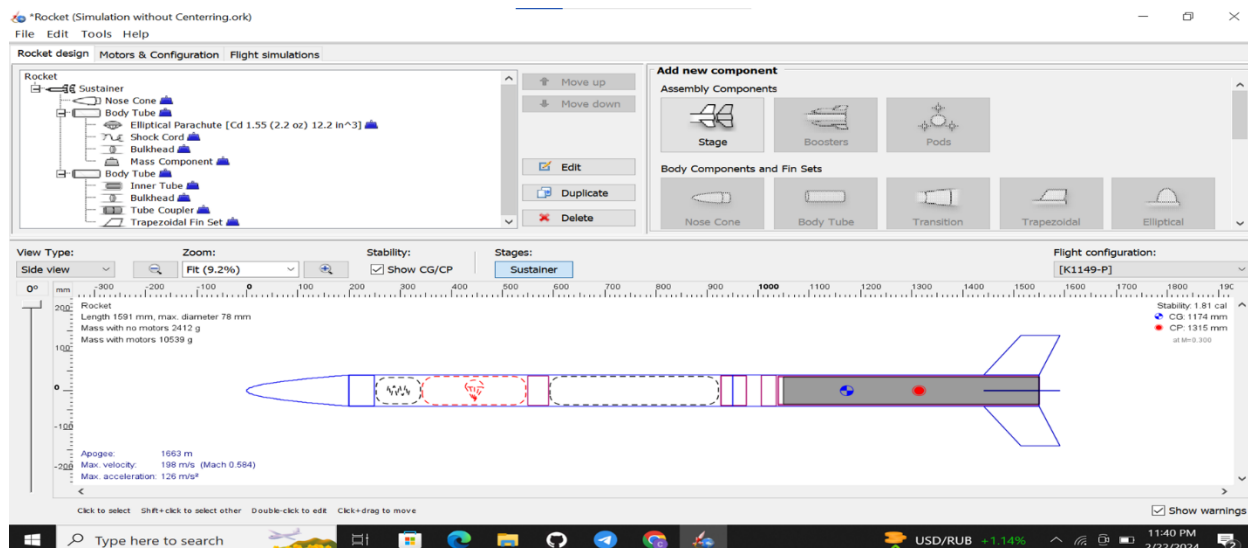 *Rocket (Simulation without Centerring.ork)
File Edit Tools Help
Rocket design Motors & Configuration Flight simulations
Rocket
Sustainer
Nose Cone
Body Tube
Elliptical Parachute [Cd 1.55 (2.2 oz) 12.2 in^3]
Shock Cord
Bulkhead
Mass Component
Body Tube
Inner Tube
Bulkhead
Tube Coupler
Trapezoidal Fin Set
Move up
Move down
Edit
Duplicate
Delete
Add new component
Assembly Components
Stage Boosters Pods
Body Components and Fin Sets
Nose Cone Body Tube Transition Trapezoidal Elliptical
View Type: Zoom: Stability: Stages: Flight configuration:
Side view Fit (9.2%) Show CG/CP Sustainer [K1149-P]
0° mm -300 -200 -100 0 100 200 300 400 500 600 700 800 900 1000 1100 1200 1300 1400 1500 1600 1700 1800 190
200 Rocket Stability: 1.81 cal
Length 1591 mm, max. diameter 78 mm CG: 1174 mm
Mass with no motors 2412 g CP: 1315 mm
Mass with motors 10539 g at M=0.300
100
0
-100
Apogee: 1663 m
-200 Max. velocity: 198 m/s (Mach 0.584)
Max. acceleration: 126 m/s²
Click to select Shift+click to select other Double-click to edit Click+drag to move Show warnings
Type here to search USD/RUB +1.14% 11:40 PM